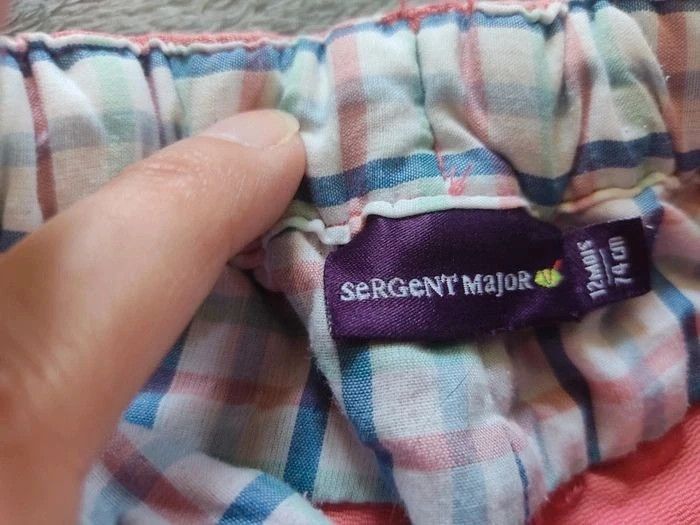 SeRGeNT MaJoR
12 MOIS
74 CM